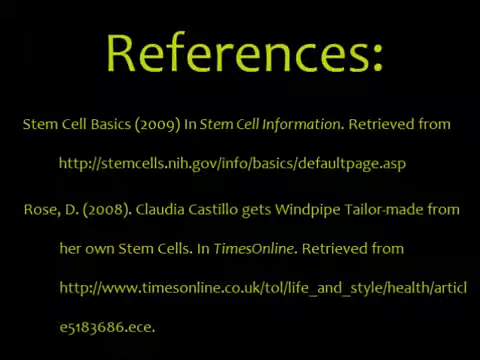 References:
Stem Cell Basics (2009) In Stem Cell Information. Retrieved from
http://stemcells.nih.gov/info/basics/defaultpage.asp
Rose, D. (2008). Claudia Castillo gets Windpipe Tailor-made from
her own Stem Cells. In TimesOnline. Retrieved from
http://www.timesonline.co.uk/tol/life_and_style/health/articl
e5183686.ece.